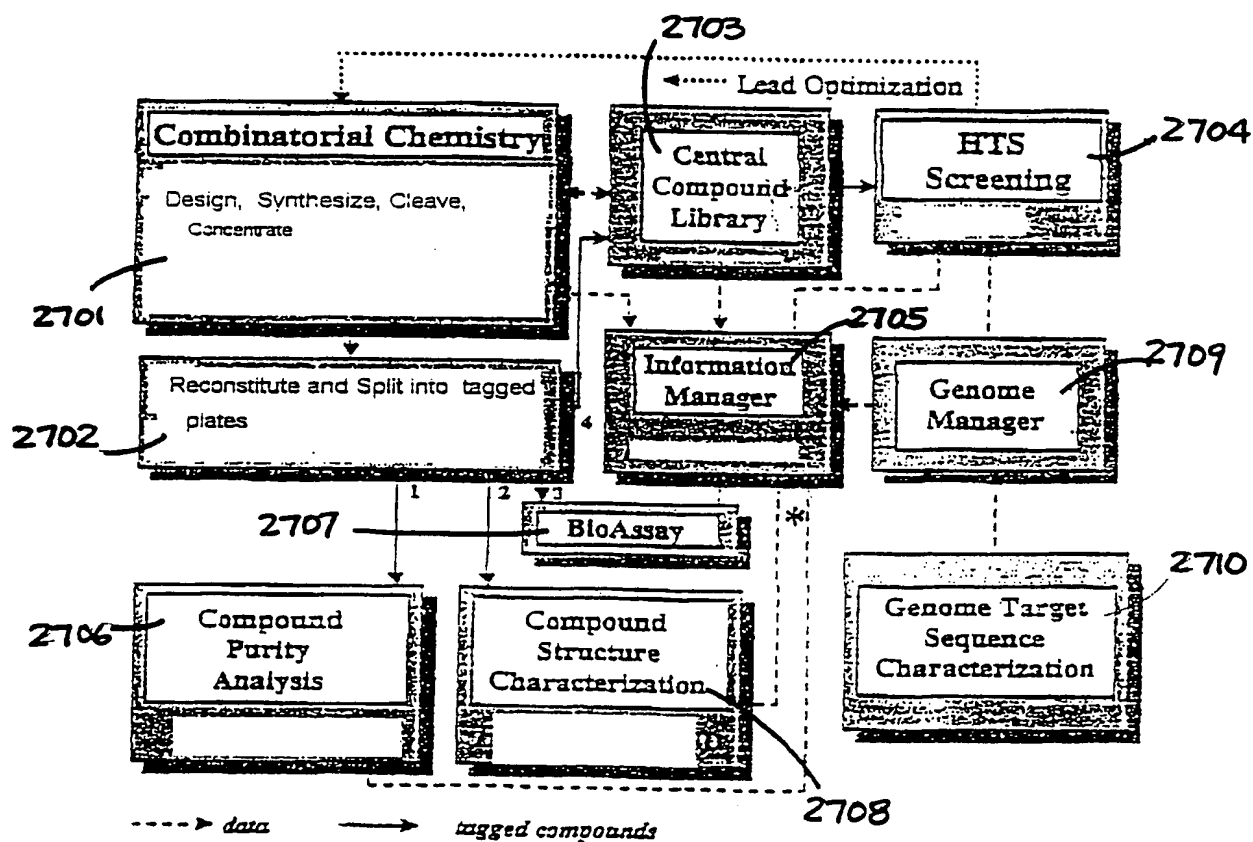 2703
Lead Optimization
Combinatorial Chemistry
Design, Synthesize, Cleave,
Concentrate
2701
Central
Compound
Library
HTS
Screening
2704
2705
Information
Manager
2709
Genome
Manager
Reconstitute and Split into tagged
plates
2702
4
1
2
3
2707
BioAssay
*
2710
2706
Compound
Purity
Analysis
Compound
Structure
Characterization
Genome Target
Sequence
Characterization
2708
data
tagged compounds